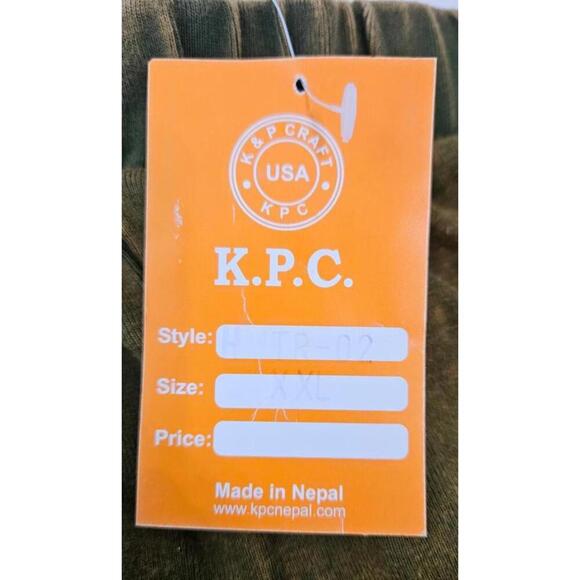 K & P CRAFT
USA
KPC
K.P.C.
Style: TR-02
Size: XXL
Price:
Made in Nepal
www.kpcnepal.com